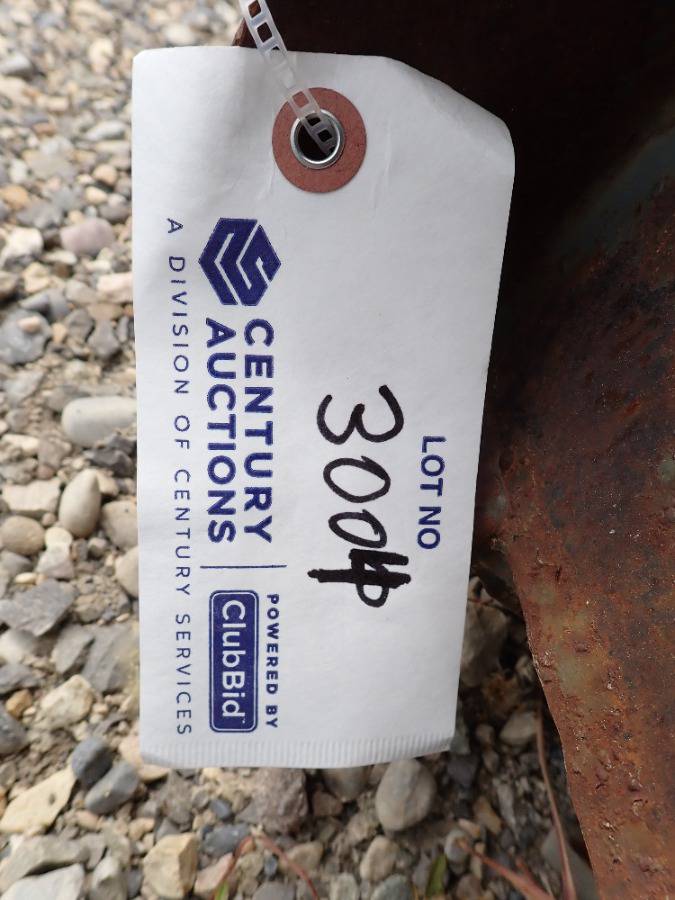 LOT NO
3004
CENTURY
AUCTIONS
POWERED BY
ClubBid
A DIVISION OF CENTURY SERVICES